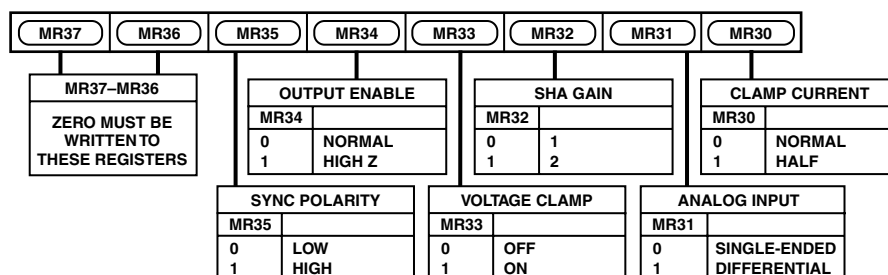 MR37 MR36 MR35 MR34 MR33 MR32 MR31 MR30
MR37–MR36
ZERO MUST BE
WRITTEN TO
THESE REGISTERS
OUTPUT ENABLE
MR34
0 NORMAL
1 HIGH Z
SHA GAIN
MR32
0 1
1 2
CLAMP CURRENT
MR30
0 NORMAL
1 HALF
SYNC POLARITY
MR35
0 LOW
1 HIGH
VOLTAGE CLAMP
MR33
0 OFF
1 ON
ANALOG INPUT
MR31
0 SINGLE-ENDED
1 DIFFERENTIAL